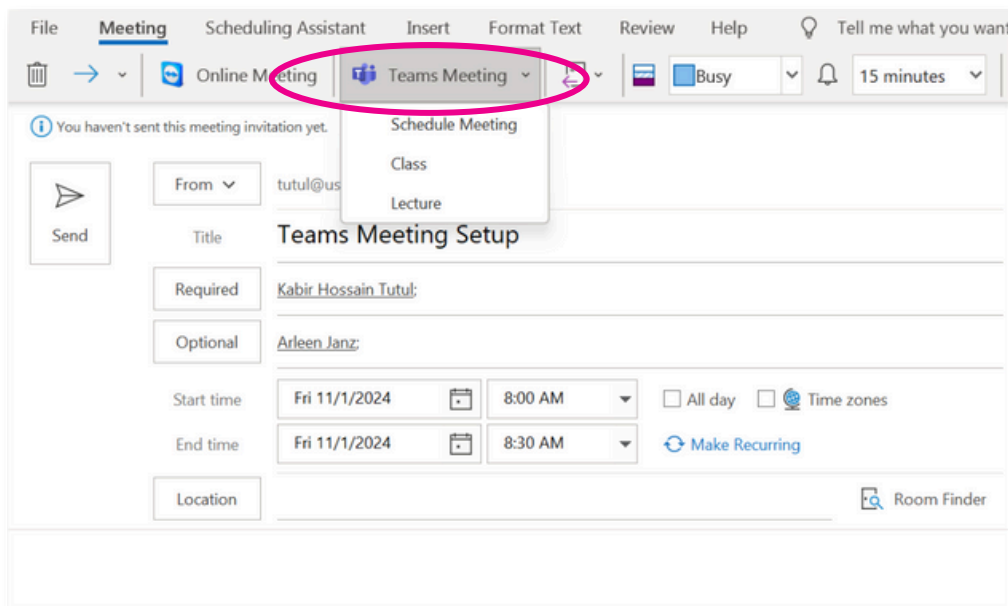 File Meeting Scheduling Assistant Insert Format Text Review Help Tell me what you want
Online Meeting Teams Meeting Busy 15 minutes
You haven't sent this meeting invitation yet.
Schedule Meeting
Class
Lecture
From tutul@us
Send
Title Teams Meeting Setup
Required Kabir Hossain Tutul;
Optional Arleen Janz;
Start time Fri 11/1/2024 8:00 AM All day Time zones
End time Fri 11/1/2024 8:30 AM Make Recurring
Location Room Finder